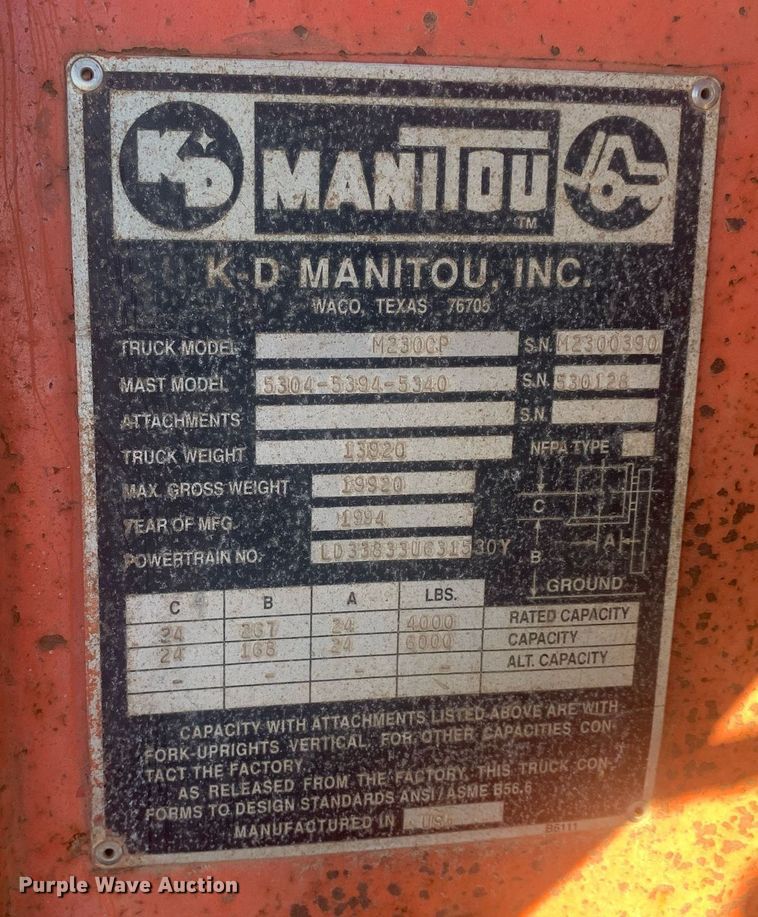 KD MANITOU ™
K-D MANITOU, INC.
WACO, TEXAS 76705
TRUCK MODEL M230CP S.N. M2300390
MAST MODEL 5304-5394-5340 S.N. 530128
ATTACHMENTS S.N.
TRUCK WEIGHT 13920 NFPA TYPE
MAX. GROSS WEIGHT 19920
YEAR OF MFG. 1994
POWERTRAIN NO. LD33833U631530Y
C
A
B
GROUND
C B A LBS.
24 267 24 4000 RATED CAPACITY
24 168 24 6000 CAPACITY
- - - - ALT. CAPACITY
CAPACITY WITH ATTACHMENTS LISTED ABOVE ARE WITH
FORK UPRIGHTS VERTICAL. FOR OTHER CAPACITIES CON-
TACT THE FACTORY.
AS RELEASED FROM THE FACTORY, THIS TRUCK CON-
FORMS TO DESIGN STANDARDS ANSI/ASME B56.6
MANUFACTURED IN USA
B6111
Purple Wave Auction